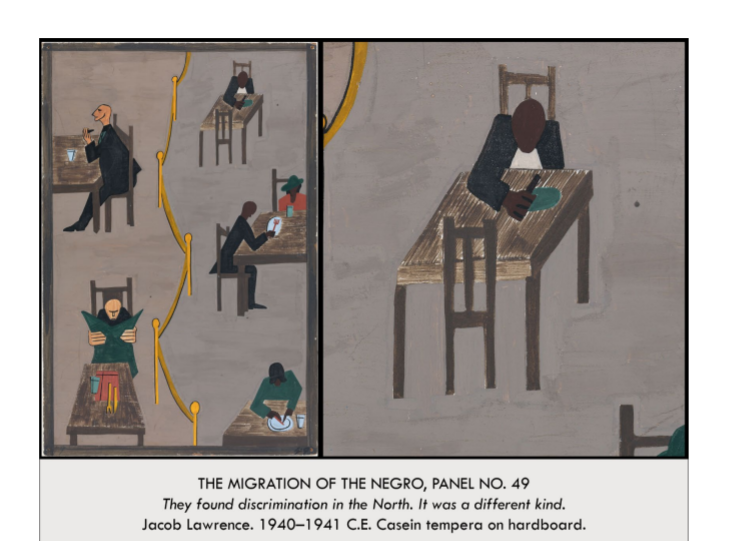 THE MIGRATION OF THE NEGRO, PANEL NO. 49
They found discrimination in the North. It was a different kind.
Jacob Lawrence. 1940–1941 C.E. Casein tempera on hardboard.